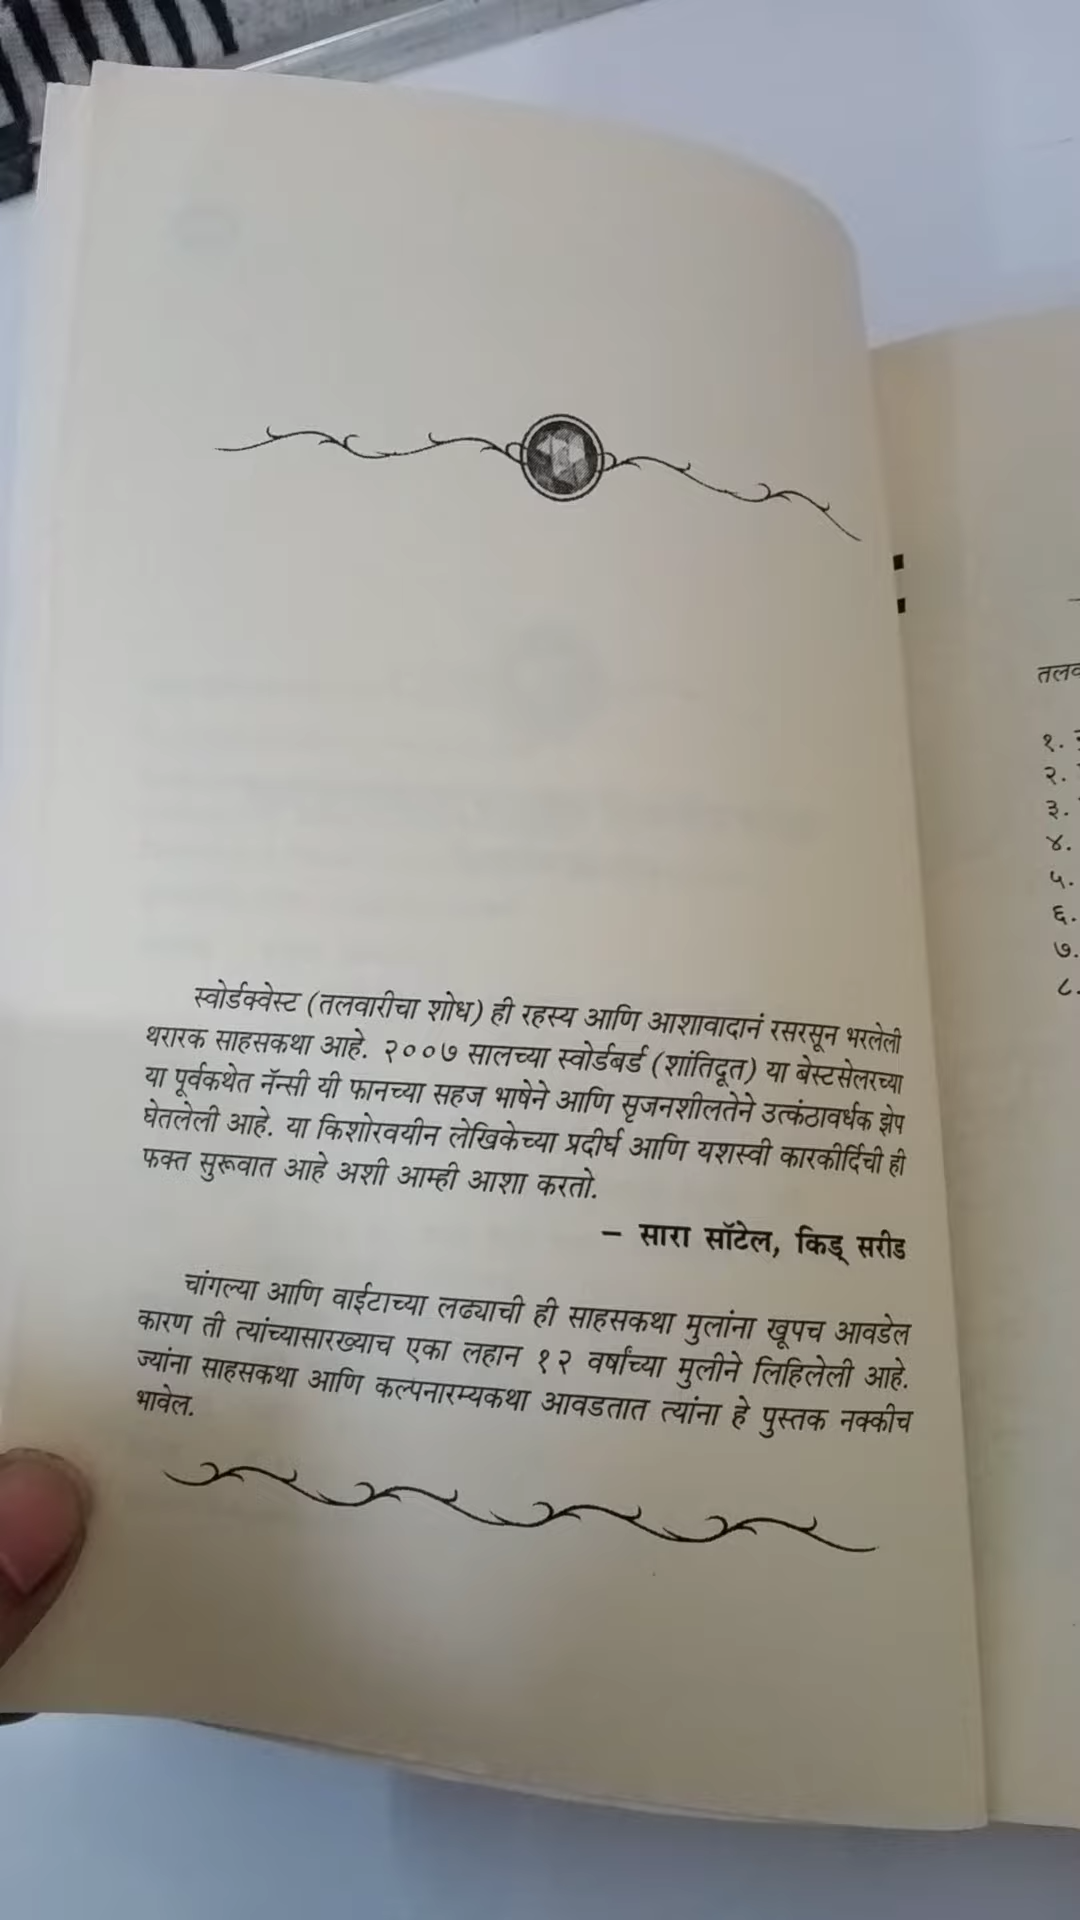 स्वोर्डक्वेस्ट (तलवारीचा शोध) ही रहस्य आणि आशावादानं रसरसून भरलेली
थरारक साहसकथा आहे. २००७ सालच्या स्वोर्डबर्ड (शांतिदूत) या बेस्टसेलरच्या
या पूर्वकथेत नॅन्सी यी फानच्या सहज भाषेने आणि सृजनशीलतेने उत्कंठावर्धक झेप
घेतलेली आहे. या किशोरवयीन लेखिकेच्या प्रदीर्घ आणि यशस्वी कारकीर्दिची ही
फक्त सुरूवात आहे अशी आम्ही आशा करतो.
– सारा सॉटेल, किड् सरीड
चांगल्या आणि वाईटाच्या लढ्याची ही साहसकथा मुलांना खूपच आवडेल
कारण ती त्यांच्यासारख्याच एका लहान १२ वर्षांच्या मुलीने लिहिलेली आहे.
ज्यांना साहसकथा आणि कल्पनारम्यकथा आवडतात त्यांना हे पुस्तक नक्कीच
भावेल.
१.
२.
३.
४.
५.
६.
७.
८.